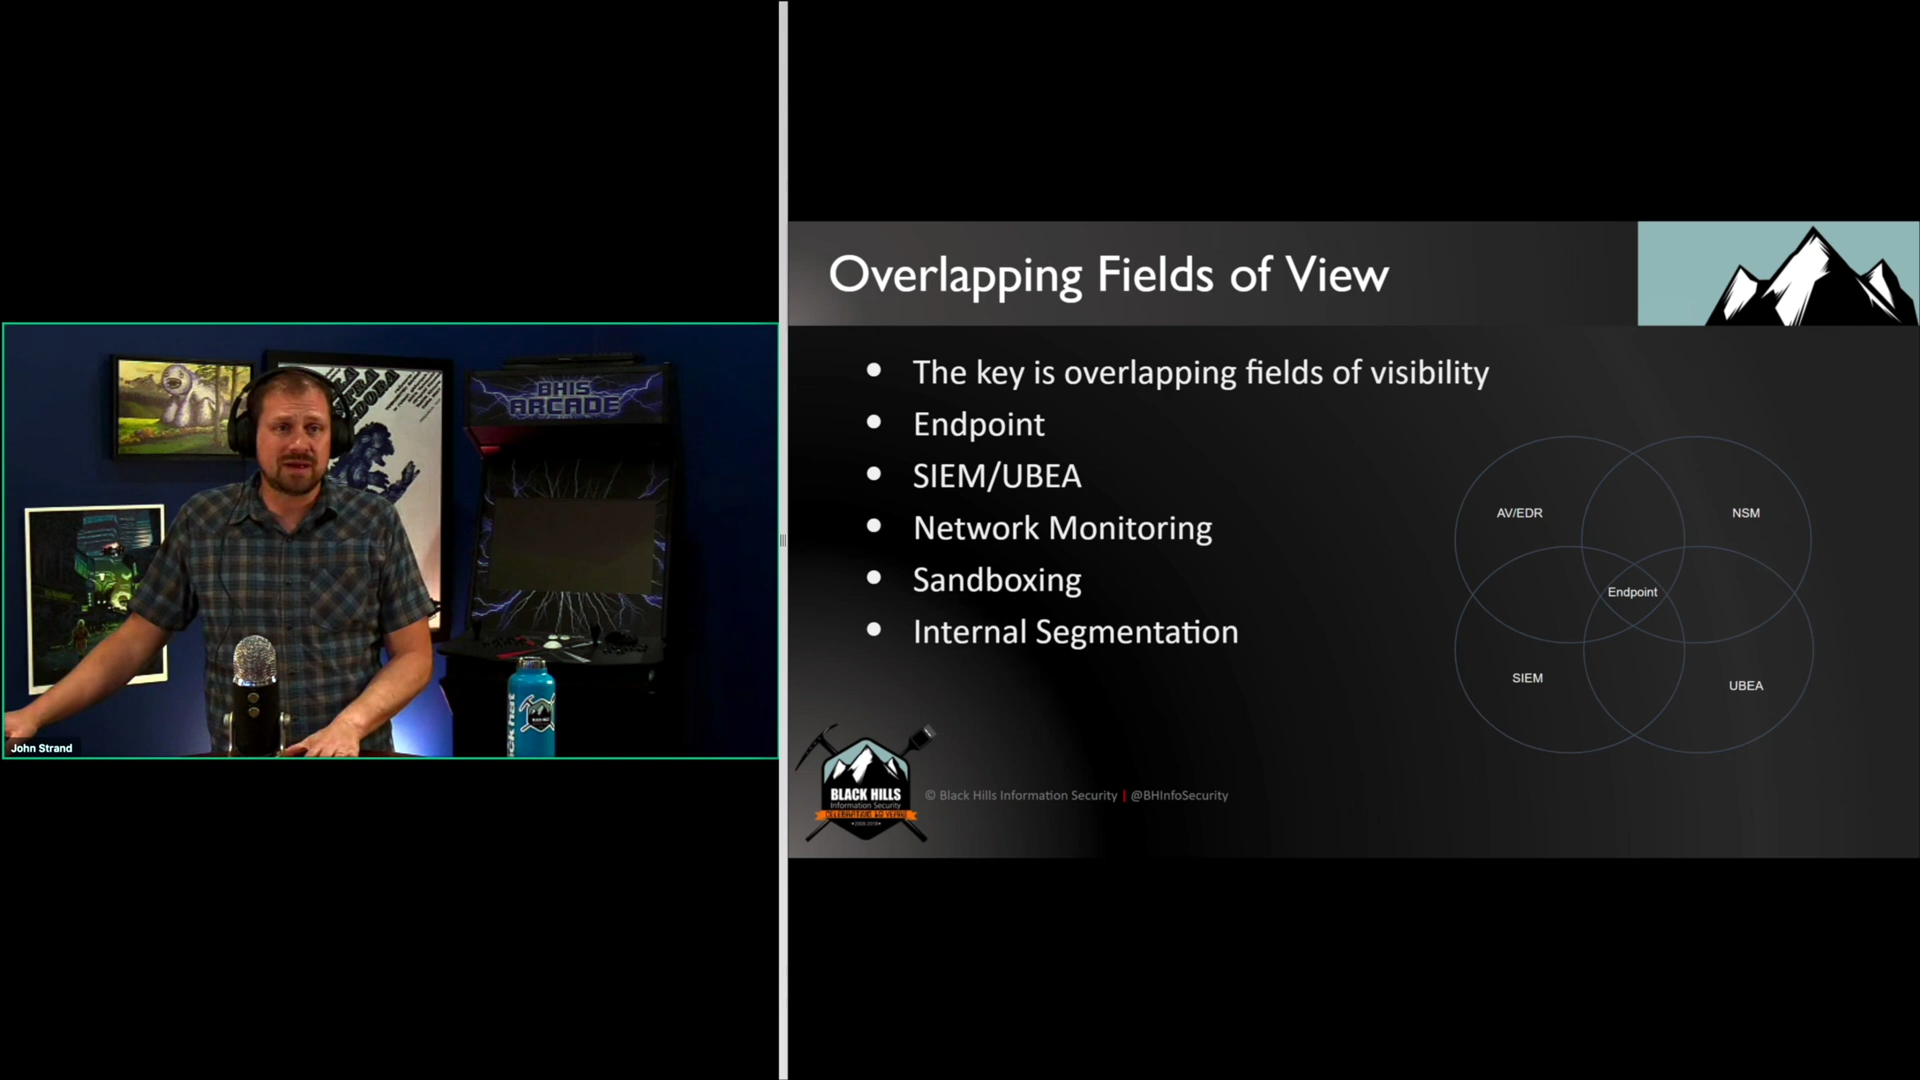 BHIS
ARCADE
John Strand
Overlapping Fields of View
• The key is overlapping fields of visibility
• Endpoint
• SIEM/UBEA
• Network Monitoring
• Sandboxing
• Internal Segmentation
AV/EDR
NSM
Endpoint
SIEM
UBEA
BLACK HILLS
Information Security
© Black Hills Information Security | @BHInfoSecurity